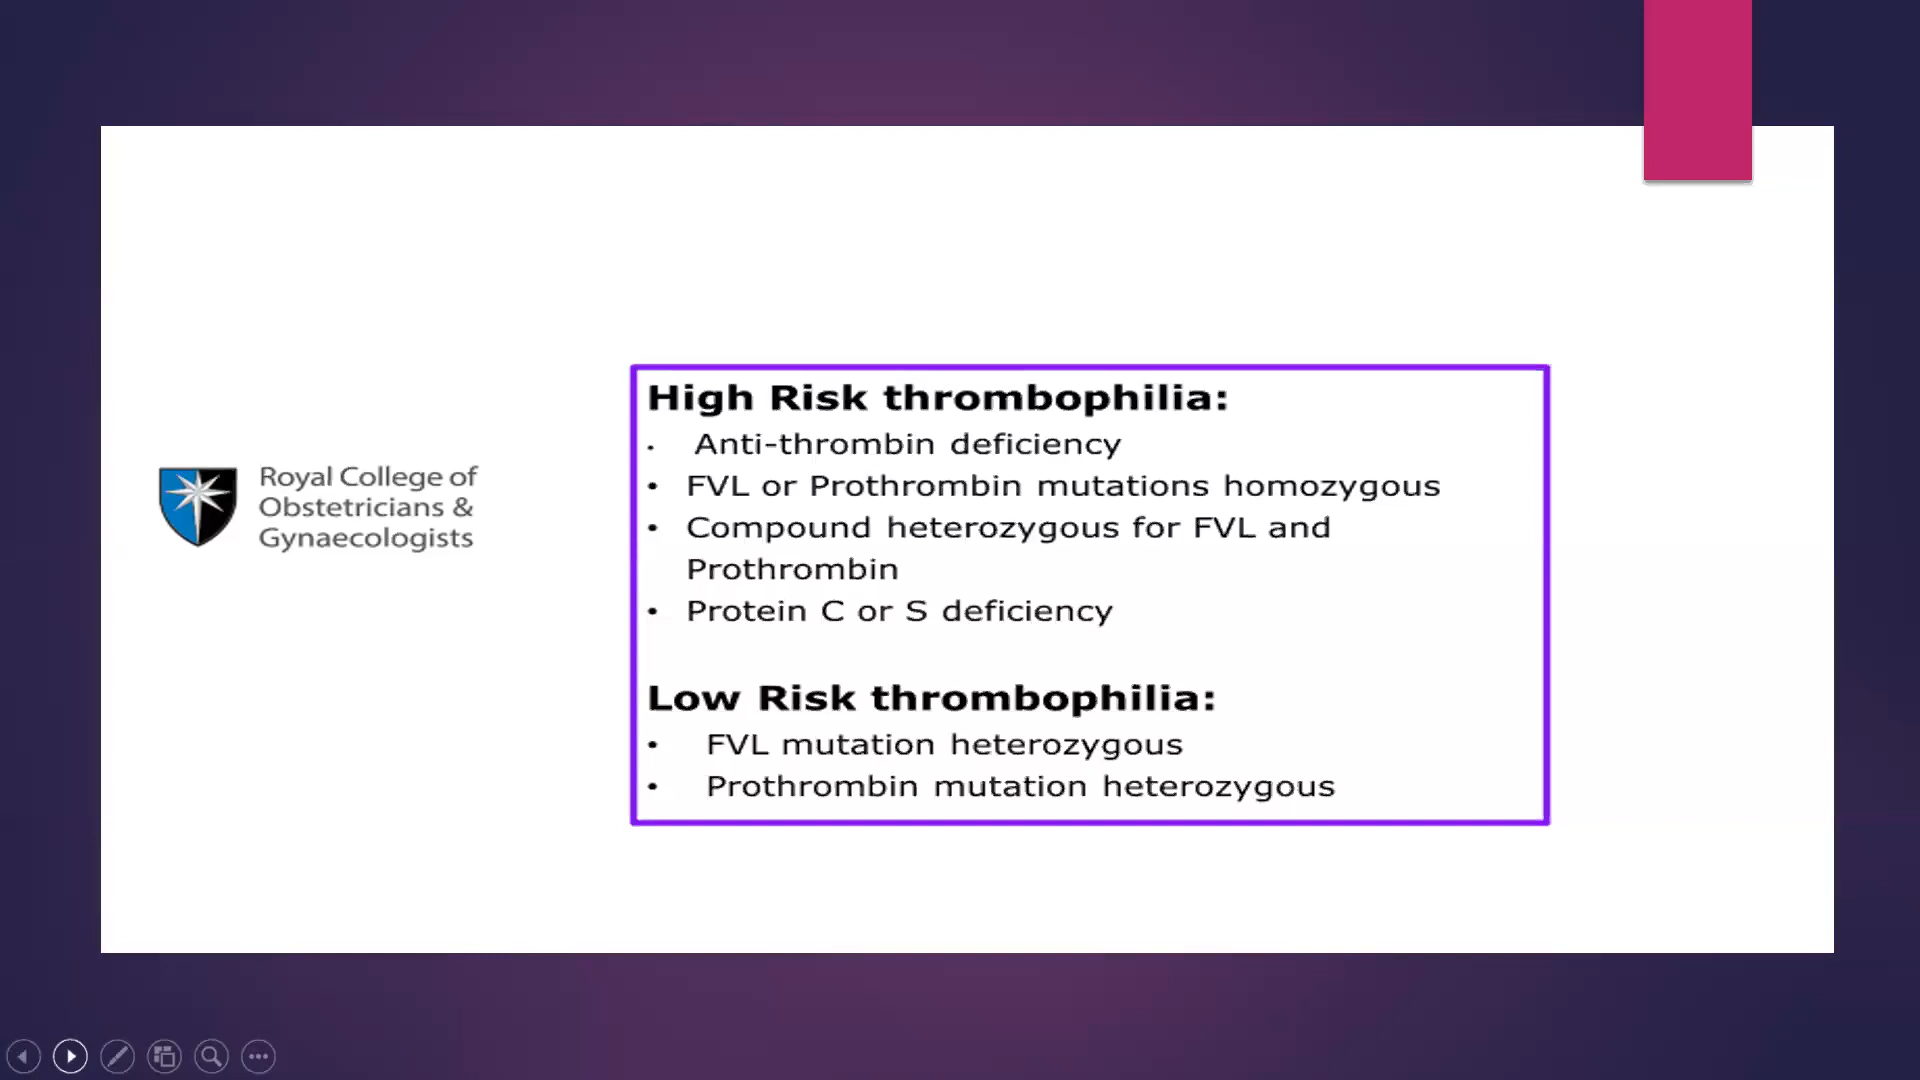 Royal College of
Obstetricians &
Gynaecologists
High Risk thrombophilia:
• Anti-thrombin deficiency
• FVL or Prothrombin mutations homozygous
• Compound heterozygous for FVL and
Prothrombin
• Protein C or S deficiency
Low Risk thrombophilia:
• FVL mutation heterozygous
• Prothrombin mutation heterozygous